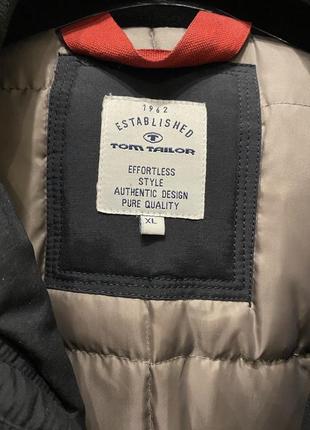 1962
ESTABLISHED
TOM TAILOR
EFFORTLESS
STYLE
AUTHENTIC DESIGN
PURE QUALITY
XL